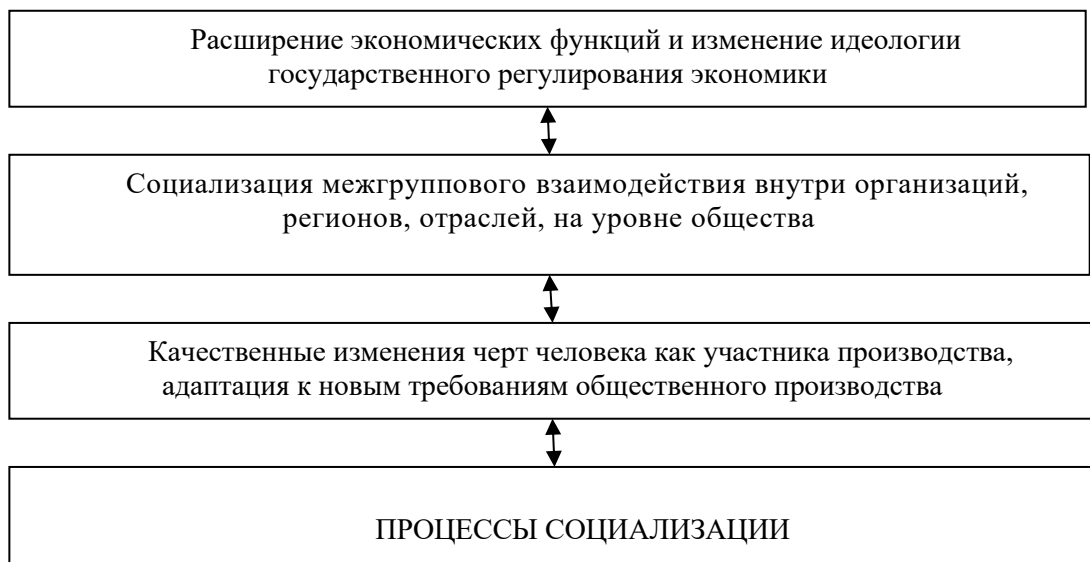 Расширение экономических функций и изменение идеологии
государственного регулирования экономики
Социализация межгруппового взаимодействия внутри организаций,
регионов, отраслей, на уровне общества
Качественные изменения черт человека как участника производства,
адаптация к новым требованиям общественного производства
ПРОЦЕССЫ СОЦИАЛИЗАЦИИ